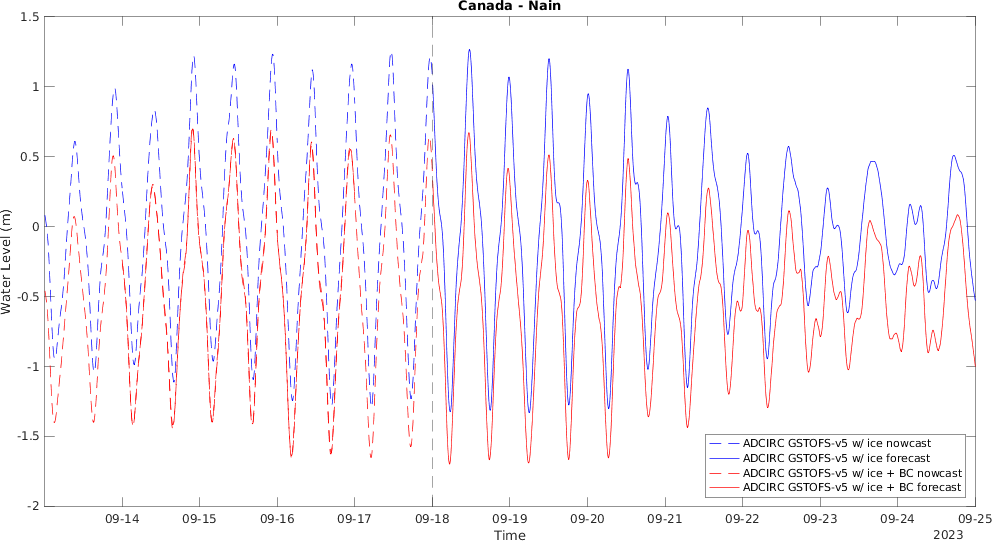 Canada - Nain
1.5
1
0.5
0
-0.5
-1
-1.5
-2
Water Level (m)
ADCIRC GSTOFS-v5 w/ ice nowcast
ADCIRC GSTOFS-v5 w/ ice forecast
ADCIRC GSTOFS-v5 w/ ice + BC nowcast
ADCIRC GSTOFS-v5 w/ ice + BC forecast
09-14 09-15 09-16 09-17 09-18 09-19 09-20 09-21 09-22 09-23 09-24 09-25
Time
2023